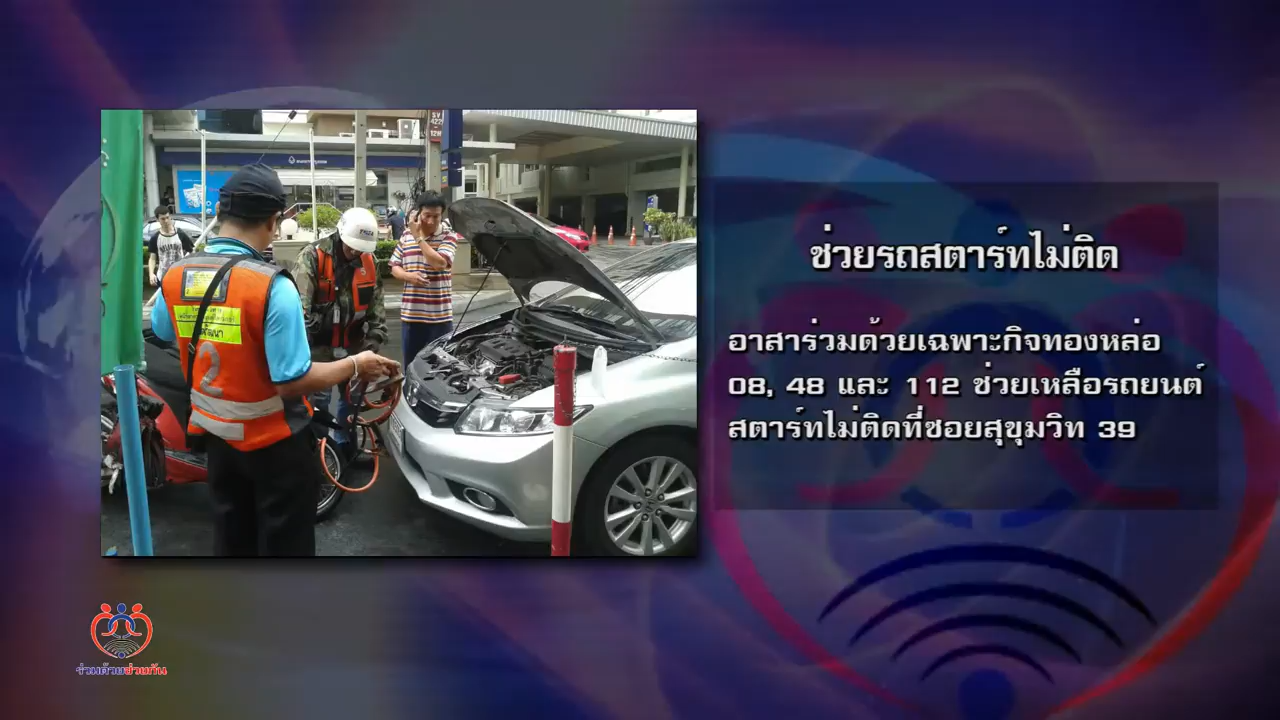 ช่วยรถสตาร์ทไม่ติด
อาสาร่วมด้วยเฉพาะกิจทองหล่อ
08, 48 และ 112 ช่วยเหลือรถยนต์
สตาร์ทไม่ติดที่ซอยสุขุมวิท 39
2
ร่วมด้วยช่วยกัน